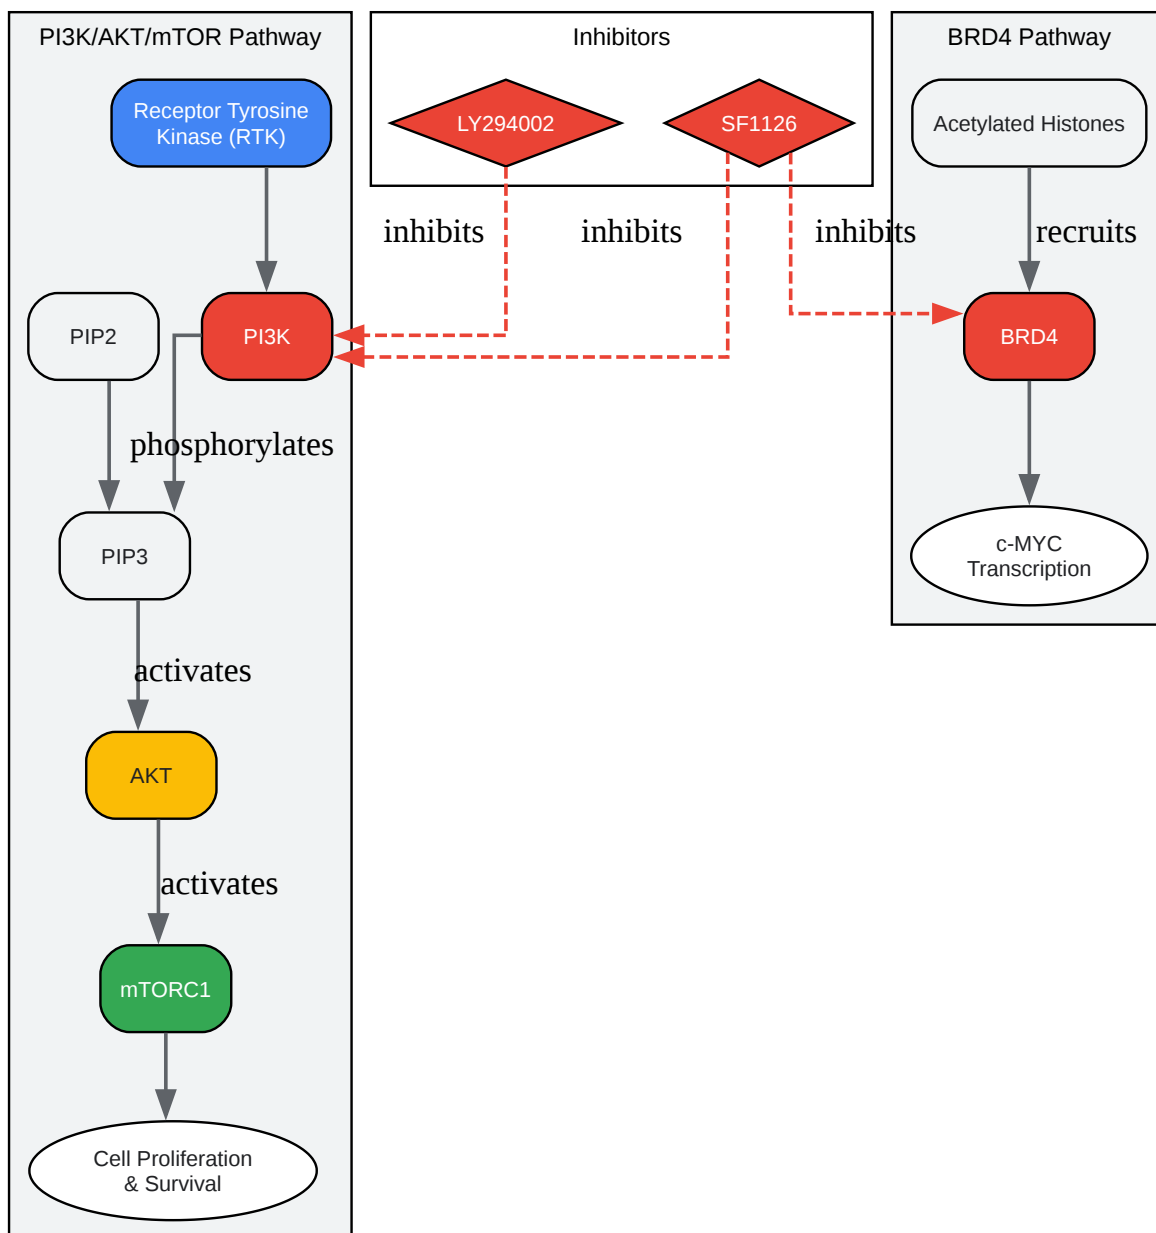 PI3K/AKT/mTOR Pathway
Inhibitors
BRD4 Pathway
Receptor Tyrosine
Kinase (RTK)
LY294002
SF1126
Acetylated Histones
inhibits
inhibits
inhibits
recruits
PIP2
PI3K
BRD4
phosphorylates
PIP3
c-MYC
Transcription
activates
AKT
activates
mTORC1
Cell Proliferation
& Survival